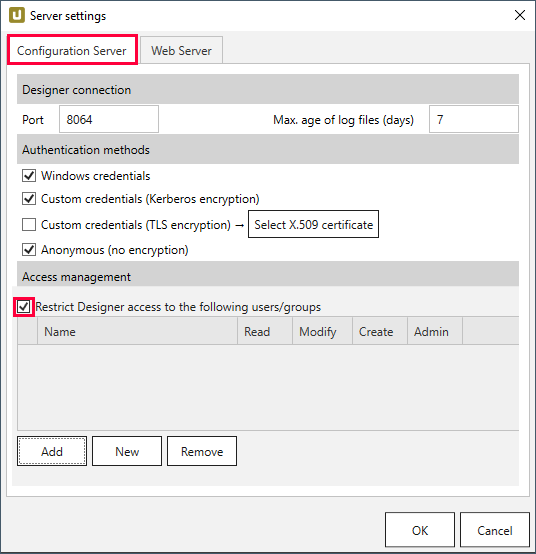 Server settings
Configuration Server Web Server
Designer connection
Port 8064 Max. age of log files (days) 7
Authentication methods
Windows credentials
Custom credentials (Kerberos encryption)
Custom credentials (TLS encryption) → Select X.509 certificate
Anonymous (no encryption)
Access management
Restrict Designer access to the following users/groups
Name Read Modify Create Admin
Add New Remove
OK Cancel